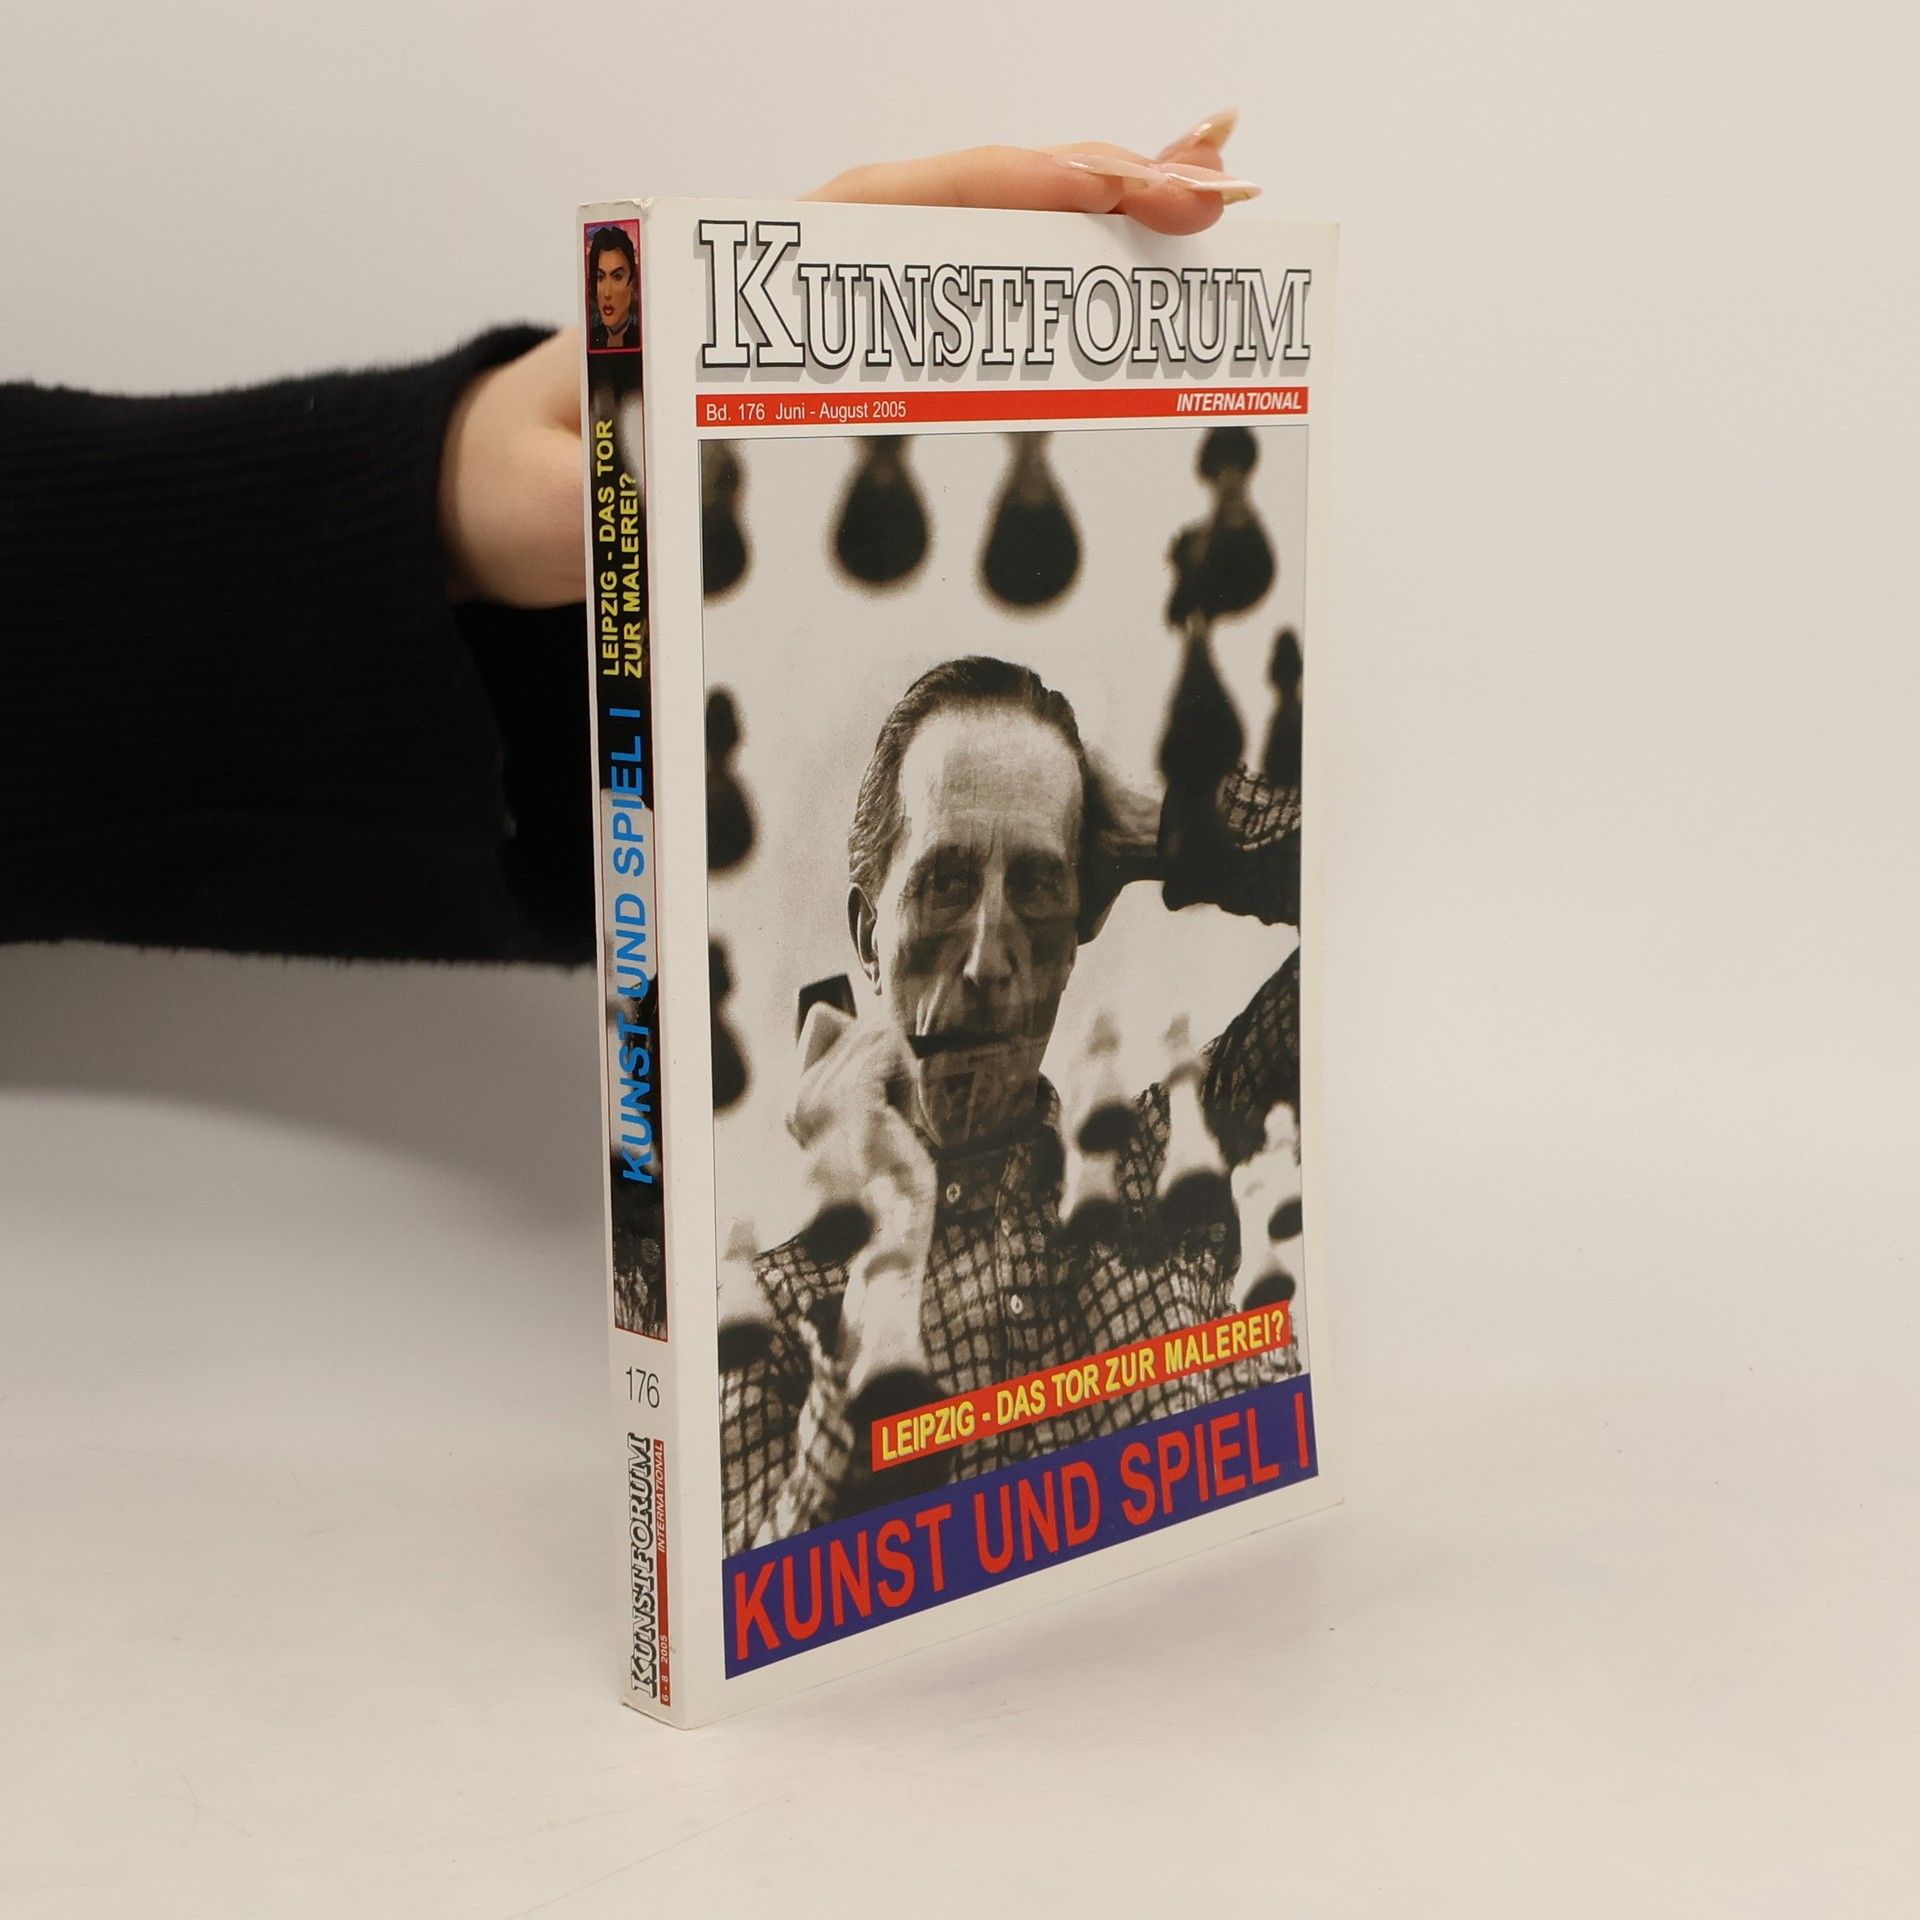 KUNSTFORUM
INTERNATIONAL
Bd. 176 Juni - August 2005
LEIPZIG - DAS TOR ZUR MALEREI?
KUNST UND SPIEL I
LEIPZIG - DAS TOR
ZUR MALEREI?
KUNST UND SPIEL I
176
KUNSTFORUM
INTERNATIONAL
6 - 8 2005